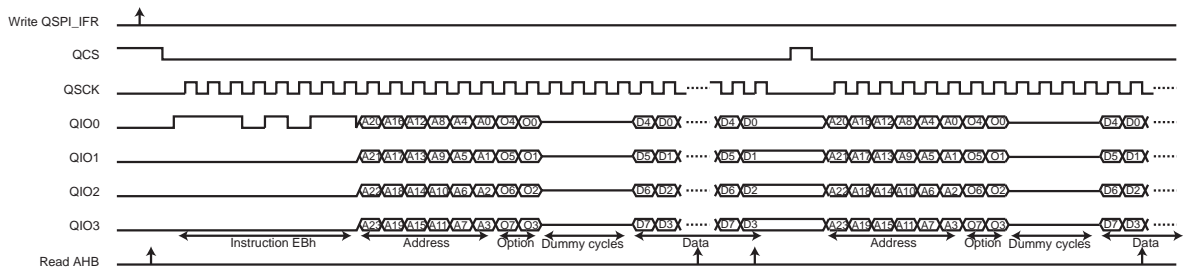 Write QSPI_IFR
QCS
QSCK
QIO0 A20 A16 A12 A8 A4 A0 O4 O0 D4 D0 D4 D0 A20 A16 A12 A8 A4 A0 O4 O0 D4 D0
QIO1 A21 A17 A13 A9 A5 A1 O5 O1 D5 D1 D5 D1 A21 A17 A13 A9 A5 A1 O5 O1 D5 D1
QIO2 A22 A18 A14 A10 A6 A2 O6 O2 D6 D2 D6 D2 A22 A18 A14 A10 A6 A2 O6 O2 D6 D2
QIO3 A23 A19 A15 A11 A7 A3 O7 O3 D7 D3 D7 D3 A23 A19 A15 A11 A7 A3 O7 O3 D7 D3
Instruction EBh Address Option Dummy cycles Data Address Option Dummy cycles Data
Read AHB